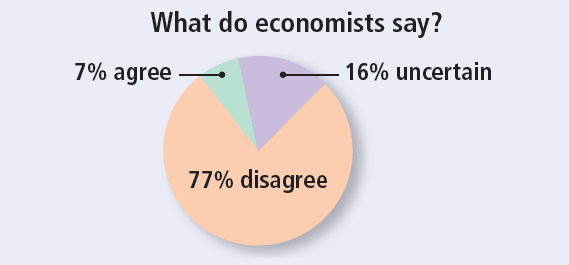 What do economists say?
7% agree
16% uncertain
77% disagree